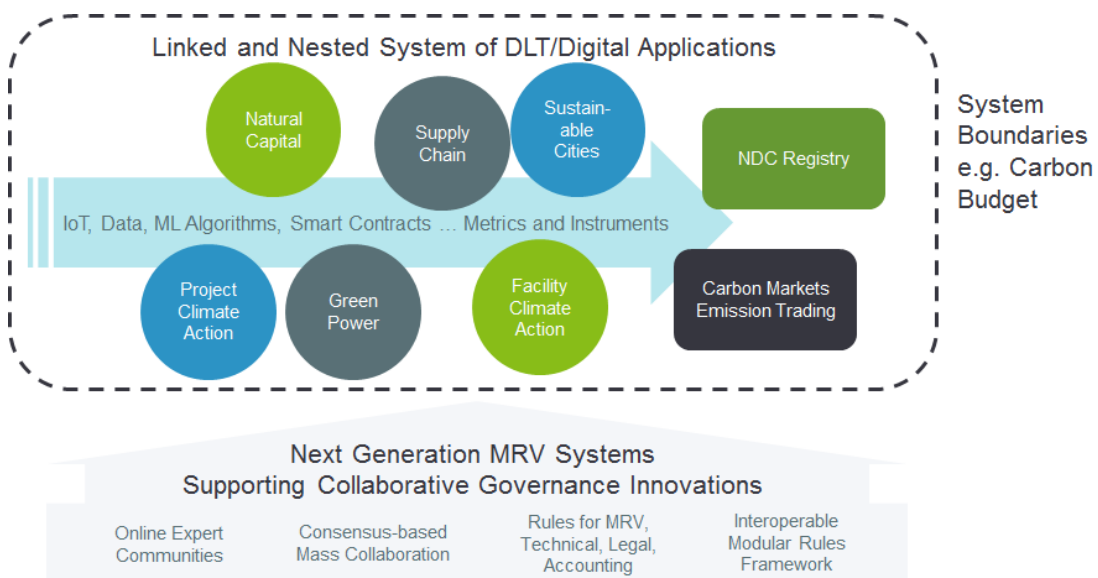 Linked and Nested System of DLT/Digital Applications
Natural
Capital
Supply
Chain
Sustain-
able
Cities
NDC Registry
System
Boundaries
e.g. Carbon
Budget
IoT, Data, ML Algorithms, Smart Contracts ... Metrics and Instruments
Project
Climate
Action
Green
Power
Facility
Climate
Action
Carbon Markets
Emission Trading
Next Generation MRV Systems
Supporting Collaborative Governance Innovations
Online Expert
Communities
Consensus-based
Mass Collaboration
Rules for MRV,
Technical, Legal,
Accounting
Interoperable
Modular Rules
Framework